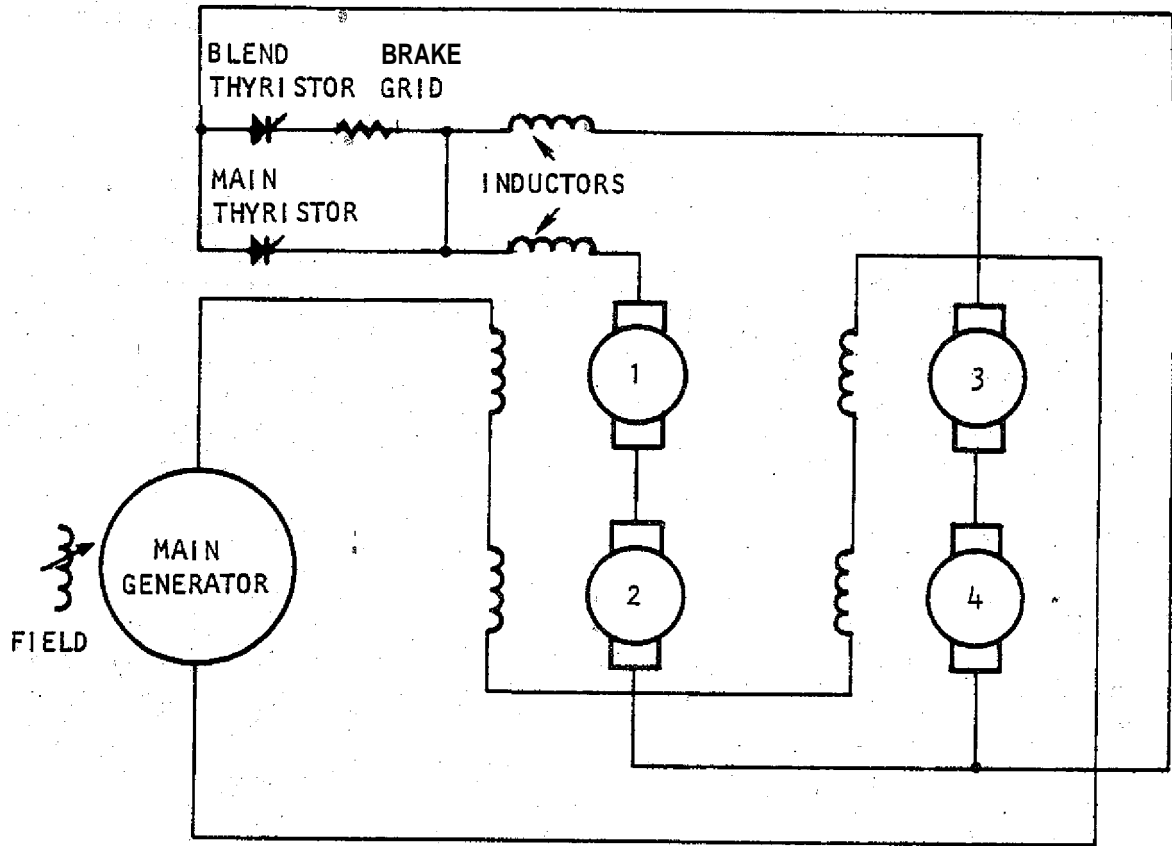 BLEND
THYRISTOR
BRAKE
GRID
MAIN
THYRISTOR
INDUCTORS
1
3
MAIN
GENERATOR
2
4
FIELD